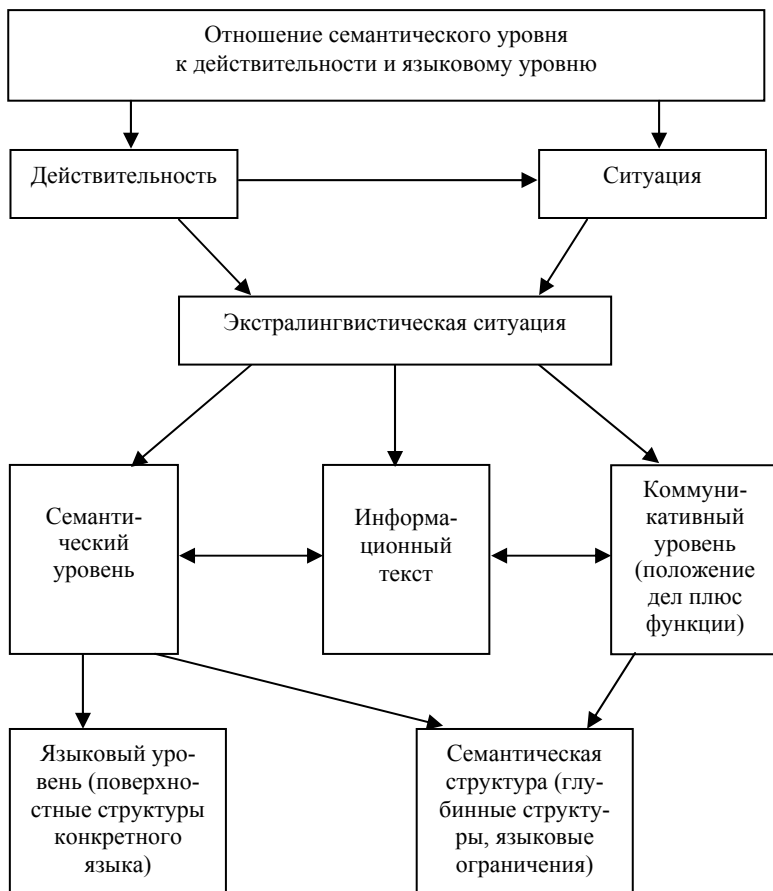 Отношение семантического уровня
к действительности и языковому уровню
Действительность
Ситуация
Экстралингвистическая ситуация
Семанти-
ческий
уровень
Информа-
ционный
текст
Коммуни-
кативный
уровень
(положение
дел плюс
функции)
Языковый уро-
вень (поверхно-
стные структуры
конкретного
языка)
Семантическая
структура (глу-
бинные структу-
ры, языковые
ограничения)